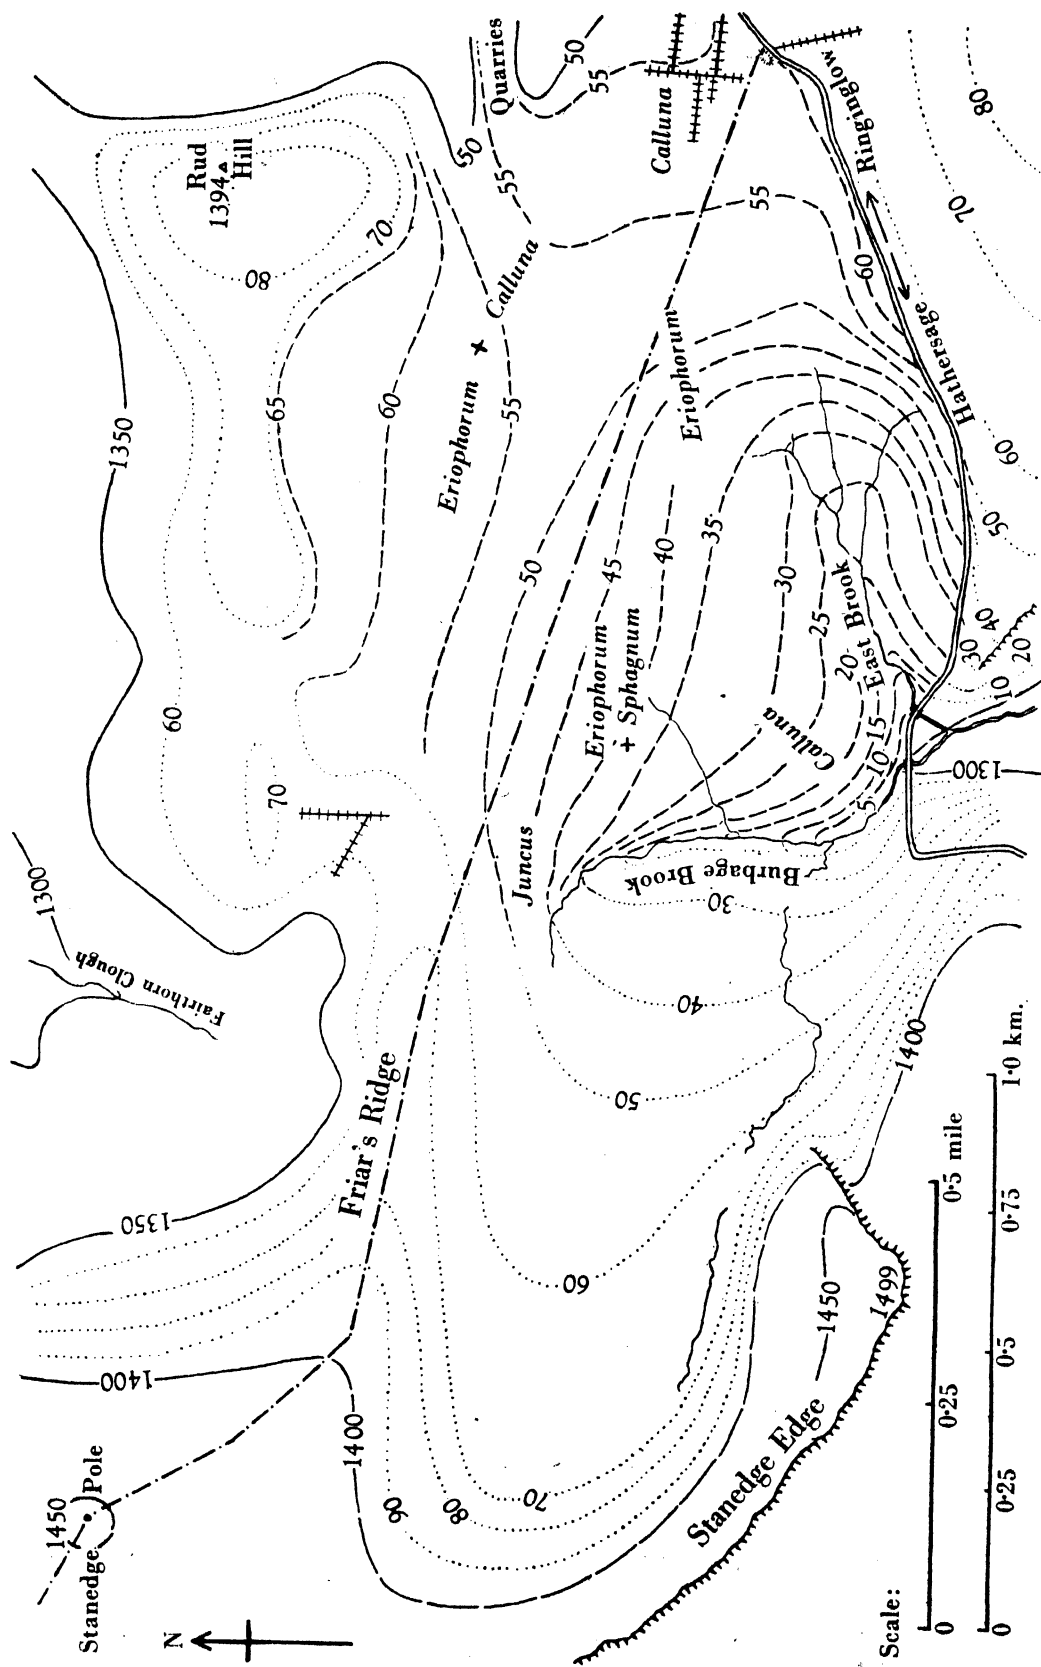 1450
Stanedge
Pole
N
1400
1400
1350
1300
Fairthorn Clough
Friar's Ridge
60
70
1350
Rud
Hill
1394
80
70
65
60
50
Quarries
50
55
55
Calluna
Calluna
Eriophorum
×
Calluna
55
55
60
Ringinglow
Hathersage
70
80
60
50
40
30
20
10
Eriophorum
50
45
40
35
30
25
20
15
10
5
Eriophorum
+ Sphagnum
Juncus
Calluna
East Brook
Burbage Brook
30
40
50
60
70
80
90
1300
1400
1450
1499
Stanedge Edge
Scale:
0
0·25
0·5 mile
0
0·25
0·5
0·75
1·0 km.